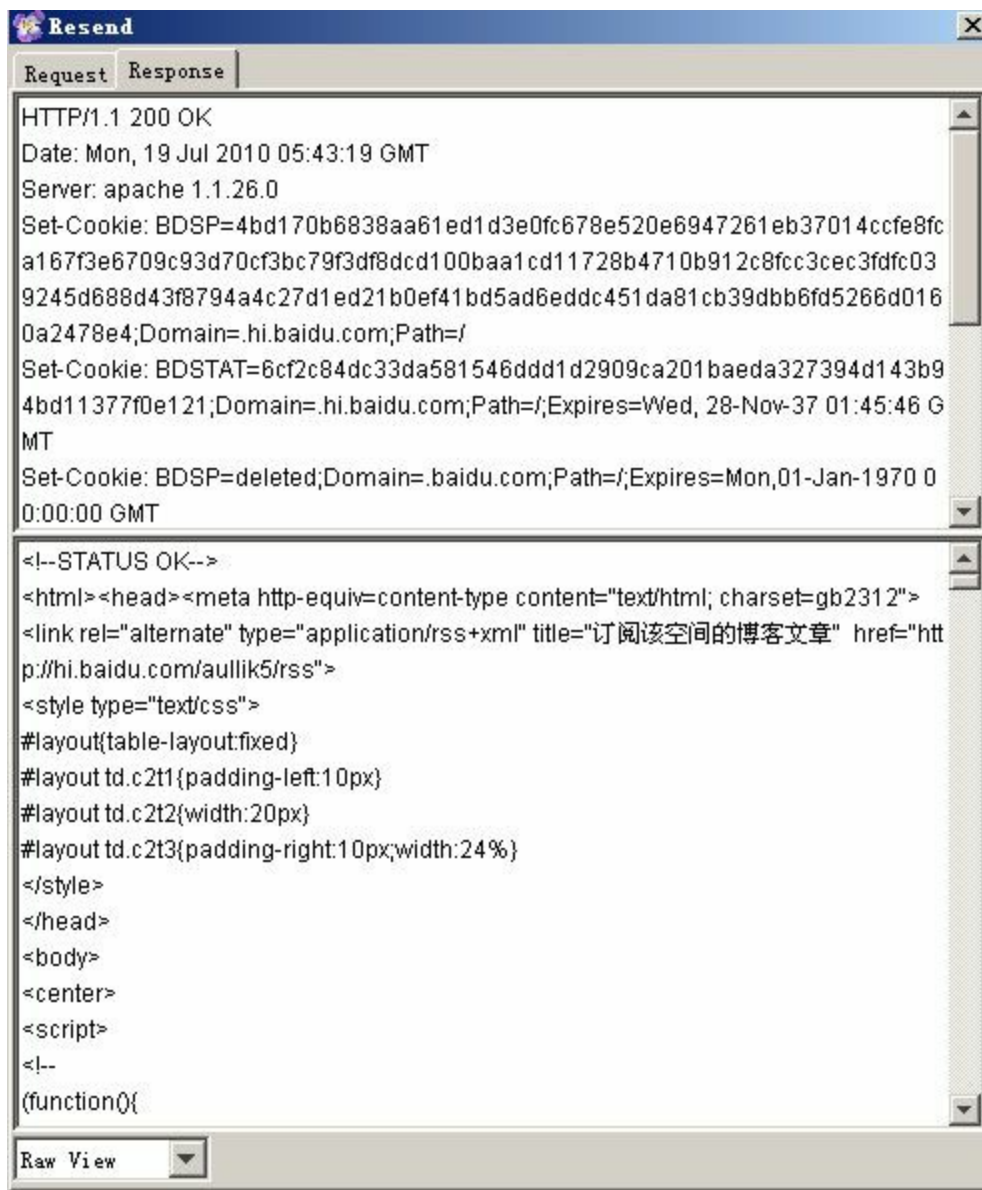 Resend
Request Response
HTTP/1.1 200 OK
Date: Mon, 19 Jul 2010 05:43:19 GMT
Server: apache 1.1.26.0
Set-Cookie: BDSP=4bd170b6838aa61ed1d3e0fc678e520e6947261eb37014ccfe8fc
a167f3e6709c93d70cf3bc79f3df8dcd100baa1cd11728b4710b912c8fcc3cec3fdfc03
9245d688d43f8794a4c27d1ed21b0ef41bd5ad6eddc451da81cb39dbb6fd5266d016
0a2478e4;Domain=.hi.baidu.com;Path=/
Set-Cookie: BDSTAT=6cf2c84dc33da581546ddd1d2909ca201baeda327394d143b9
4bd11377f0e121;Domain=.hi.baidu.com;Path=/;Expires=Wed, 28-Nov-37 01:45:46 G
MT
Set-Cookie: BDSP=deleted;Domain=.baidu.com;Path=/;Expires=Mon,01-Jan-1970 0
0:00:00 GMT
<!--STATUS OK-->
<html><head><meta http-equiv=content-type content="text/html; charset=gb2312">
<link rel="alternate" type="application/rss+xml" title="订阅该空间的博客文章" href="htt
p://hi.baidu.com/aullik5/rss">
<style type="text/css">
#layout{table-layout:fixed}
#layout td.c2t1{padding-left:10px}
#layout td.c2t2{width:20px}
#layout td.c2t3{padding-right:10px;width:24%}
</style>
</head>
<body>
<center>
<script>
<!--
(function(){
Raw View